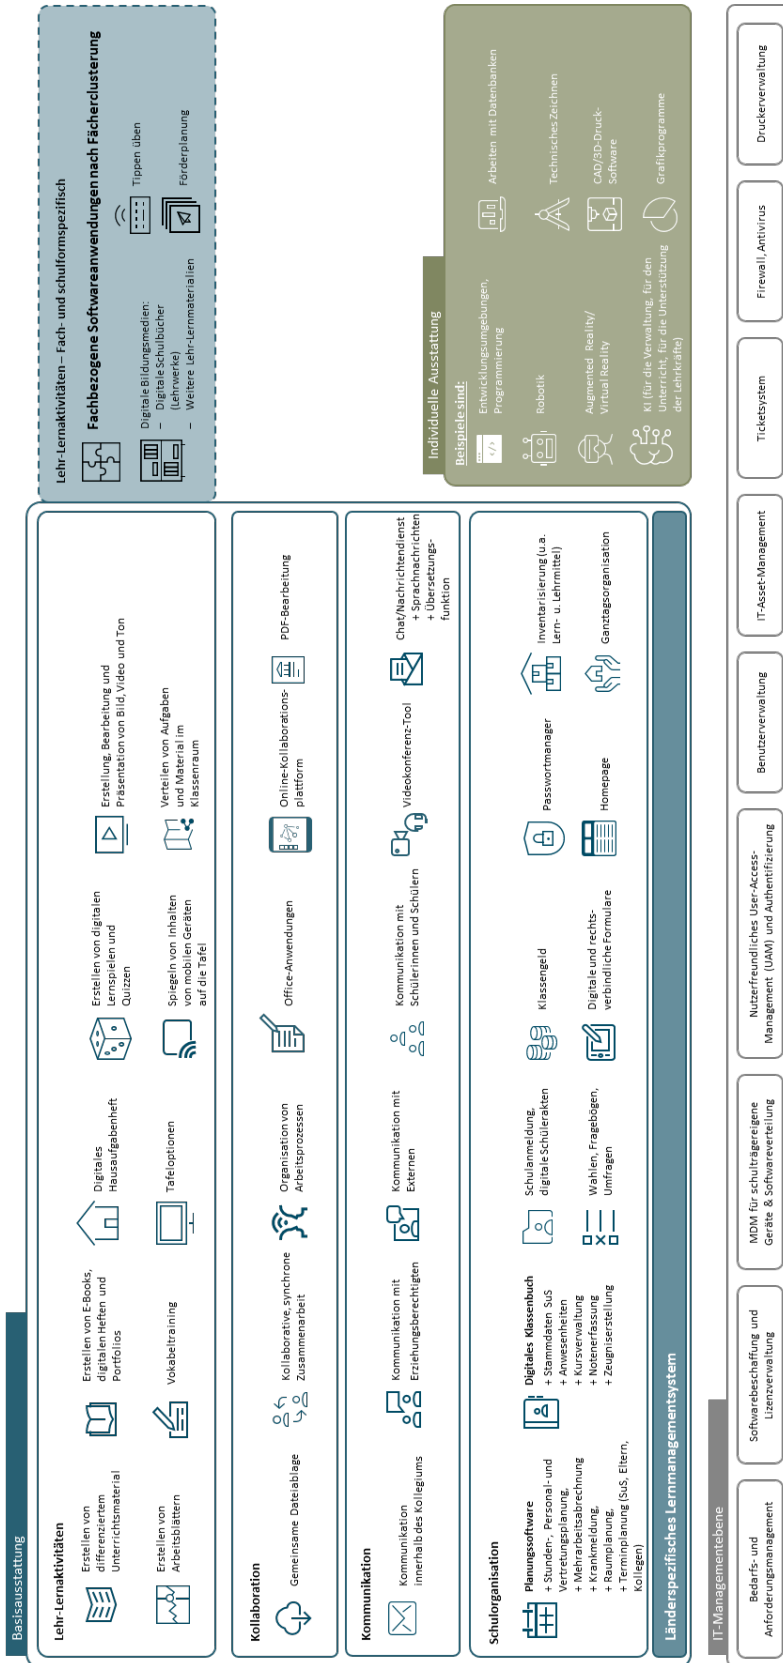 Basisausstattung
Lehr-Lernaktivitäten
Erstellen von
differenziertem
Unterrichtsmaterial
Erstellen von E-Books,
digitalen Heften und
Portfolios
Digitales
Hausaufgabenheft
Erstellen von digitalen
Lernspielen und
Quizzen
Erstellung, Bearbeitung und
Präsentation von Bild, Video und Ton
Erstellen von
Arbeitsblättern
Vokabeltraining
Tafeloptionen
Spiegeln von Inhalten
von mobilen Geräten
auf die Tafel
Verteilen von Aufgaben
und Material im
Klassenraum
Lehr-Lernaktivitäten – Fach- und schulformspezifisch
Fachbezogene Softwareanwendungen nach Fächerclusterung
Digitale Bildungsmedien:
– Digitale Schulbücher
(Lehrwerke)
– Weitere Lehr-Lernmaterialien
Tippen üben
Förderplanung
Kollaboration
Gemeinsame Dateiablage
Kollaborative, synchrone
Zusammenarbeit
Organisation von
Arbeitsprozessen
Office-Anwendungen
Online-Kollaborations-
plattform
PDF-Bearbeitung
Kommunikation
Kommunikation
innerhalb des Kollegiums
Kommunikation mit
Erziehungsberechtigten
Kommunikation mit
Externen
Kommunikation mit
Schülerinnen und Schülern
Videokonferenz-Tool
Chat/Nachrichtendienst
+ Sprachnachrichten
+ Übersetzungs-
funktion
Schulorganisation
Planungssoftware
+ Stunden-, Personal- und
Vertretungsplanung,
+ Mehrarbeitsabrechnung
+ Krankmeldung,
+ Raumplanung,
+ Terminplanung (SuS, Eltern,
Kollegen)
Digitales Klassenbuch
+ Stammdaten SuS
+ Anwesenheiten
+ Kursverwaltung
+ Notenerfassung
+ Zeugniserstellung
Schulanmeldung,
digitale Schülerakten
Klassengeld
Passwortmanager
Inventarisierung (u.a.
Lern- u. Lehrmittel)
Wahlen, Fragebögen,
Umfragen
Digitale und rechts-
verbindliche Formulare
Homepage
Ganztagsorganisation
Länderspezifisches Lernmanagementsystem
Individuelle Ausstattung
Beispiele sind:
Entwicklungsumgebungen,
Programmierung
Arbeiten mit Datenbanken
Robotik
Technisches Zeichnen
Augmented Reality/
Virtual Reality
CAD/3D-Druck-
Software
KI (für die Verwaltung, für den
Unterricht, für die Unterstützung
der Lehrkräfte)
Grafikprogramme
IT-Managementebene
Bedarfs- und
Anforderungsmanagement
Softwarebeschaffung und
Lizenzverwaltung
MDM für schulträgereigene
Geräte & Softwareverteilung
Nutzerfreundliches User-Access-
Management (UAM) und Authentifizierung
Benutzerverwaltung
IT-Asset-Management
Ticketsystem
Firewall, Antivirus
Druckerverwaltung